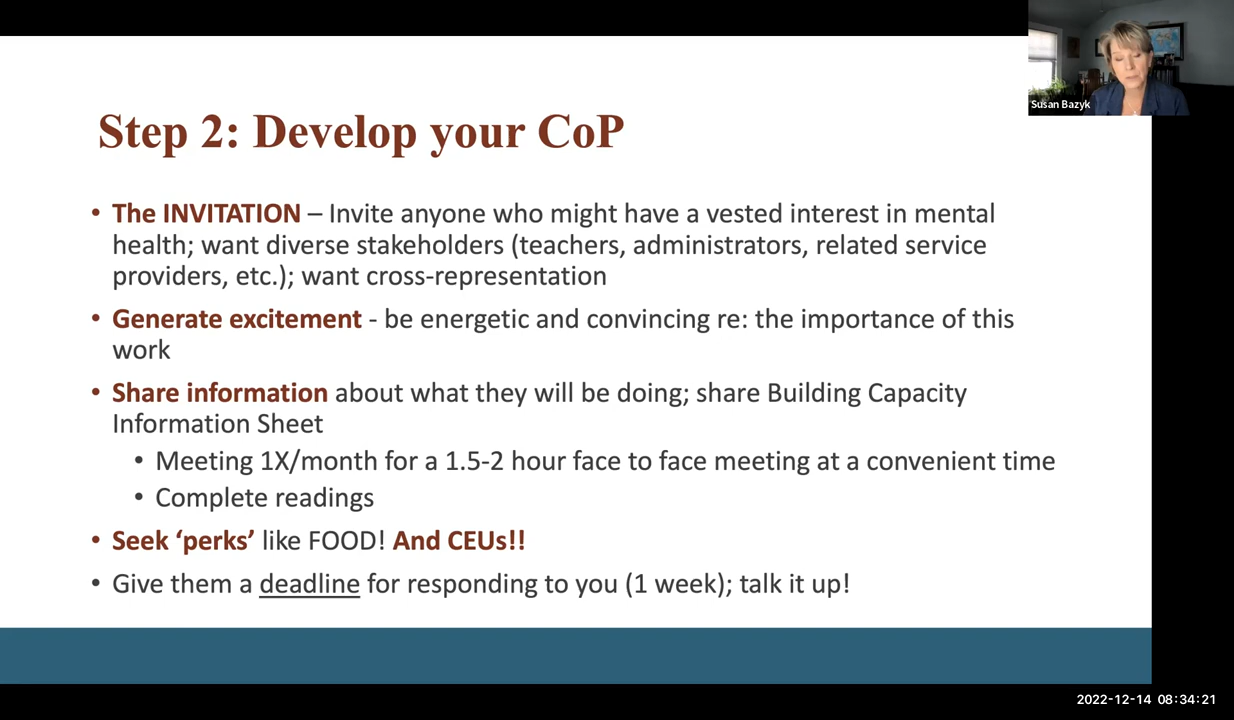 Susan Bazyk
Step 2: Develop your CoP
• The INVITATION – Invite anyone who might have a vested interest in mental
health; want diverse stakeholders (teachers, administrators, related service
providers, etc.); want cross-representation
• Generate excitement - be energetic and convincing re: the importance of this
work
• Share information about what they will be doing; share Building Capacity
Information Sheet
• Meeting 1X/month for a 1.5-2 hour face to face meeting at a convenient time
• Complete readings
• Seek ‘perks’ like FOOD! And CEUs!!
• Give them a deadline for responding to you (1 week); talk it up!
2022-12-14 08:34:21